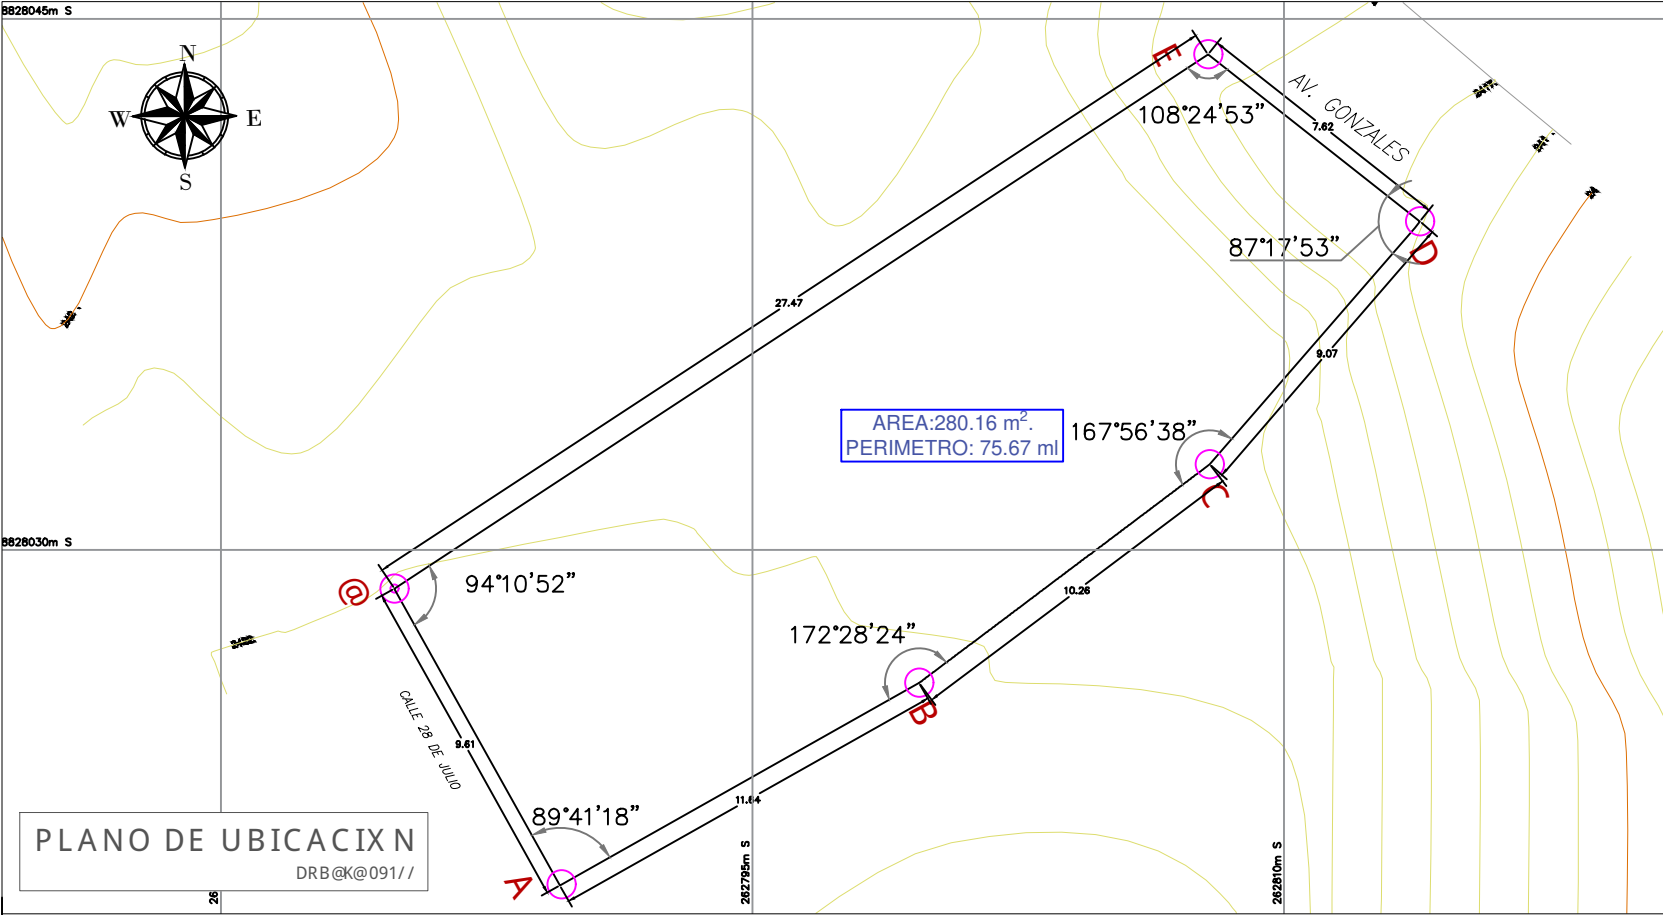 8828045m S
N
W
E
S
E
108°24'53"
AV. GONZALES
7.62
87°17'53"
D
27.47
9.07
AREA:280.16 m².
PERIMETRO: 75.67 ml
167°56'38"
C
8828030m S
@
94°10'52"
10.26
172°28'24"
B
CALLE 28 DE JULIO
9.61
11.64
89°41'18"
A
PLANO DE UBICACIXN
DRB@K@091//
262795m S
262810m S